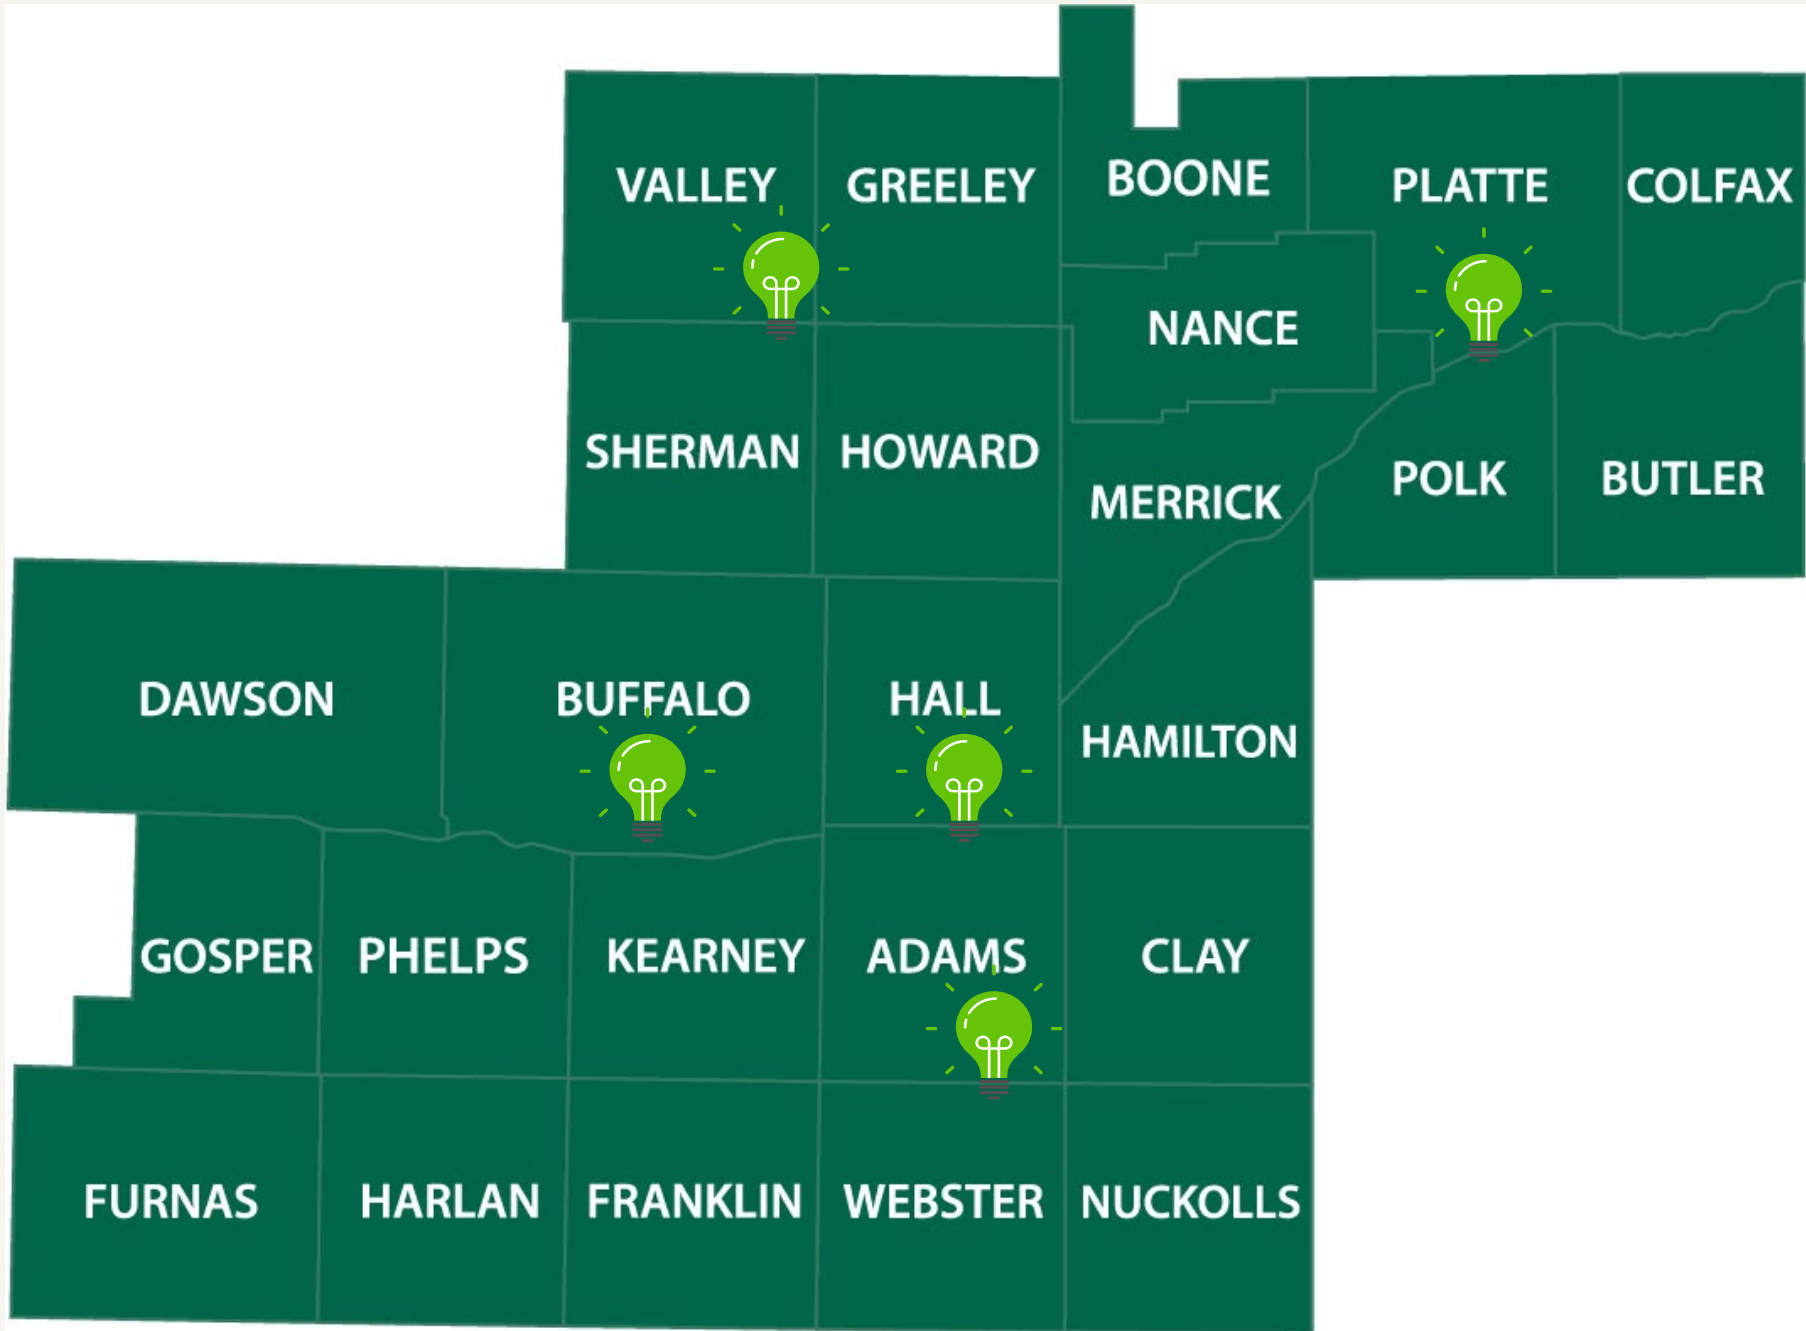 VALLEY
GREELEY
BOONE
PLATTE
COLFAX
NANCE
SHERMAN
HOWARD
MERRICK
POLK
BUTLER
DAWSON
BUFFALO
HALL
HAMILTON
GOSPER
PHELPS
KEARNEY
ADAMS
CLAY
FURNAS
HARLAN
FRANKLIN
WEBSTER
NUCKOLLS